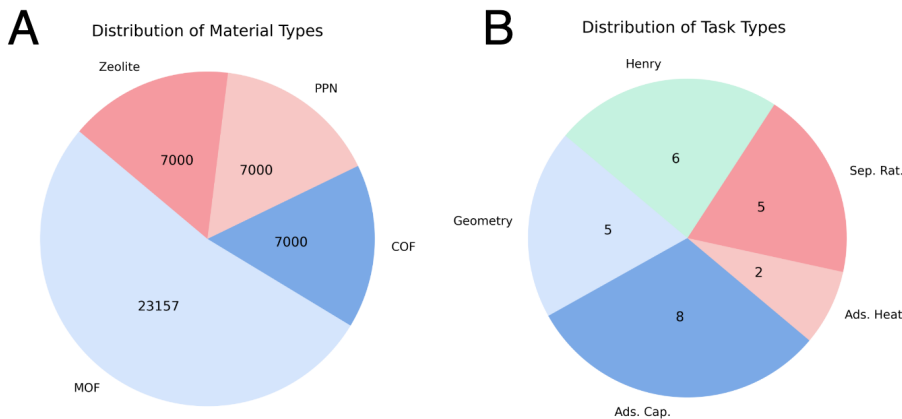 A
Distribution of Material Types
Zeolite
PPN
7000
7000
7000
COF
23157
MOF
B
Distribution of Task Types
Henry
Sep. Rat.
6
5
Geometry
5
2
Ads. Heat
8
Ads. Cap.